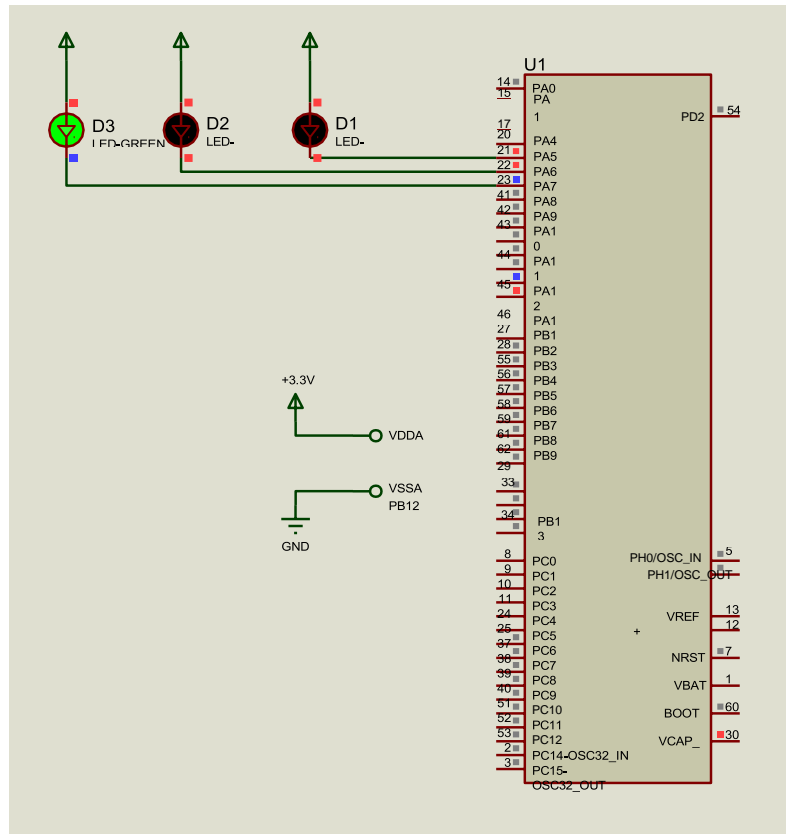 U1
D3
LED-GREEN
D2
LED-
D1
LED-
14
PA0
15
PA
1
17
20
PA4
21
PA5
22
PA6
23
PA7
41
PA8
42
PA9
43
PA1
0
44
PA1
1
45
PA1
2
46
PA1
27
PB1
28
PB2
55
PB3
56
PB4
57
PB5
58
PB6
59
PB7
61
PB8
62
PB9
29
33
34
PB1
3
8
PC0
9
PC1
10
PC2
11
PC3
24
PC4
25
PC5
37
PC6
38
PC7
39
PC8
40
PC9
51
PC10
52
PC11
53
PC12
2
PC14-OSC32_IN
3
PC15-
OSC32_OUT
PD2
54
PH0/OSC_IN
5
PH1/OSC_OUT
VREF
13
+
12
NRST
7
VBAT
1
BOOT
60
VCAP_
30
+3.3V
VDDA
VSSA
PB12
GND